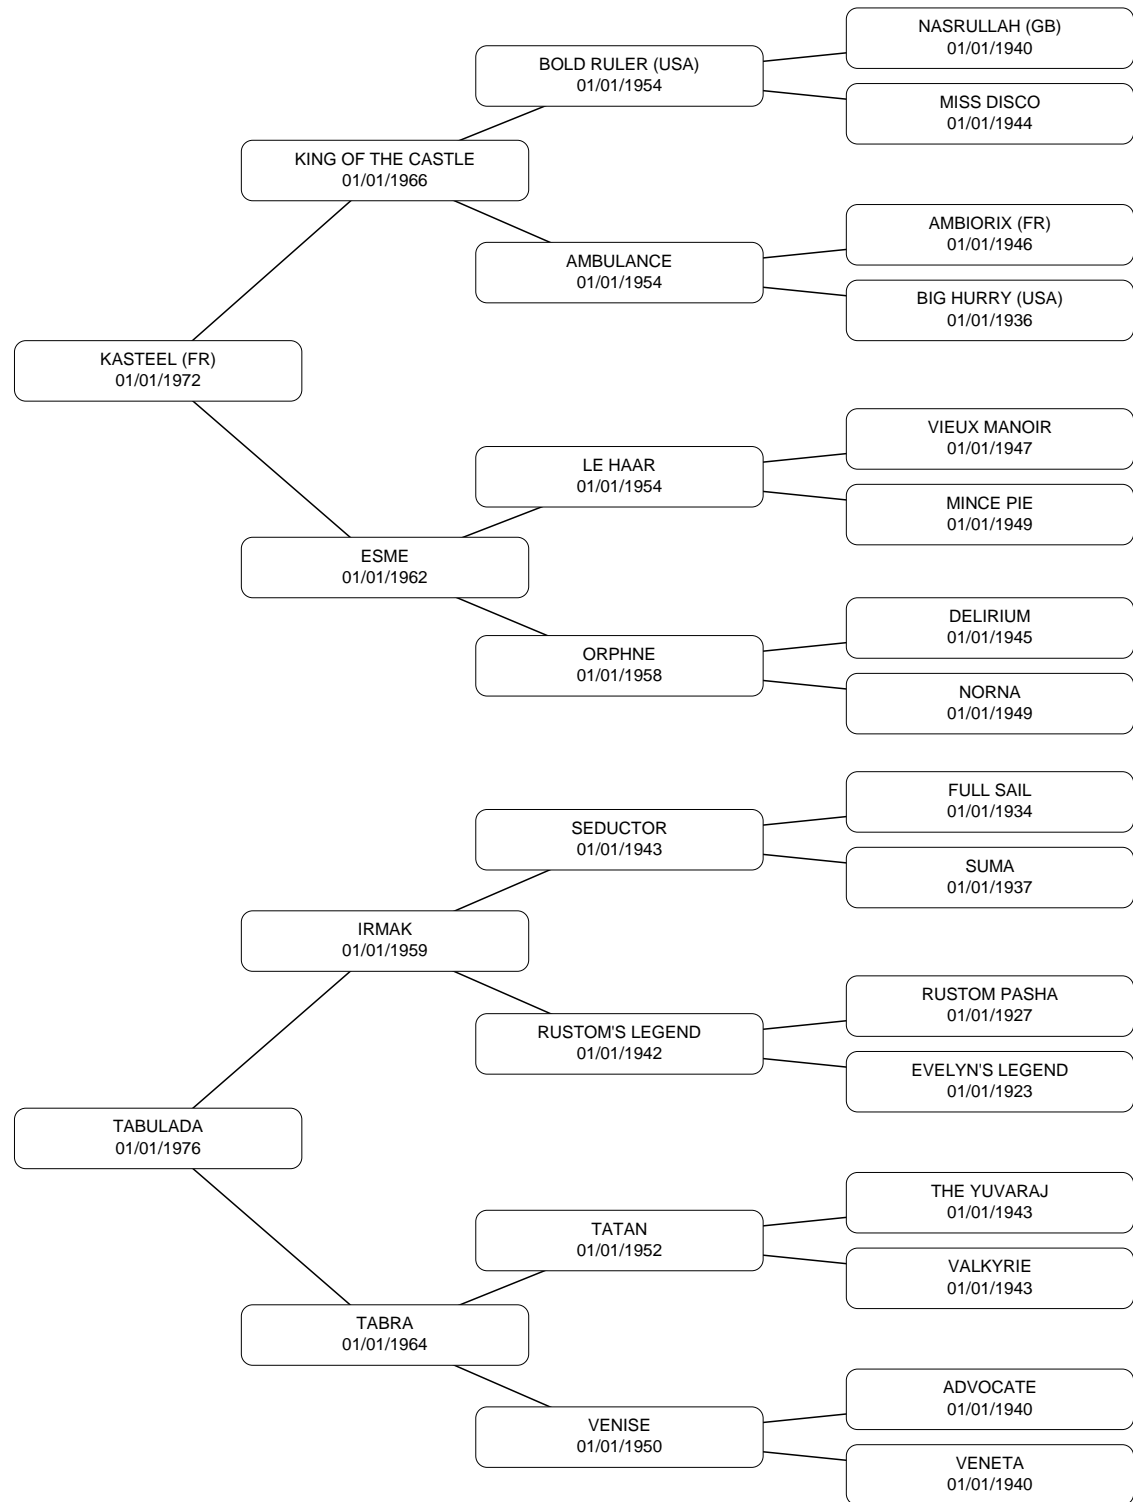 NASRULLAH (GB)
01/01/1940
BOLD RULER (USA)
01/01/1954
MISS DISCO
01/01/1944
KING OF THE CASTLE
01/01/1966
AMBIORIX (FR)
01/01/1946
AMBULANCE
01/01/1954
BIG HURRY (USA)
01/01/1936
KASTEEL (FR)
01/01/1972
VIEUX MANOIR
01/01/1947
LE HAAR
01/01/1954
MINCE PIE
01/01/1949
ESME
01/01/1962
DELIRIUM
01/01/1945
ORPHNE
01/01/1958
NORNA
01/01/1949
FULL SAIL
01/01/1934
SEDUCTOR
01/01/1943
SUMA
01/01/1937
IRMAK
01/01/1959
RUSTOM PASHA
01/01/1927
RUSTOM'S LEGEND
01/01/1942
EVELYN'S LEGEND
01/01/1923
TABULADA
01/01/1976
THE YUVARAJ
01/01/1943
TATAN
01/01/1952
VALKYRIE
01/01/1943
TABRA
01/01/1964
ADVOCATE
01/01/1940
VENISE
01/01/1950
VENETA
01/01/1940